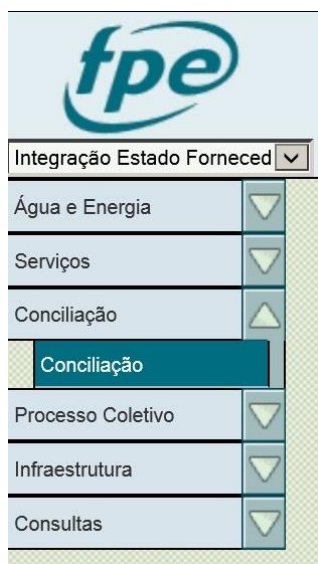 fpe
Integração Estado Forneced
Água e Energia
Serviços
Conciliação
Conciliação
Processo Coletivo
Infraestrutura
Consultas